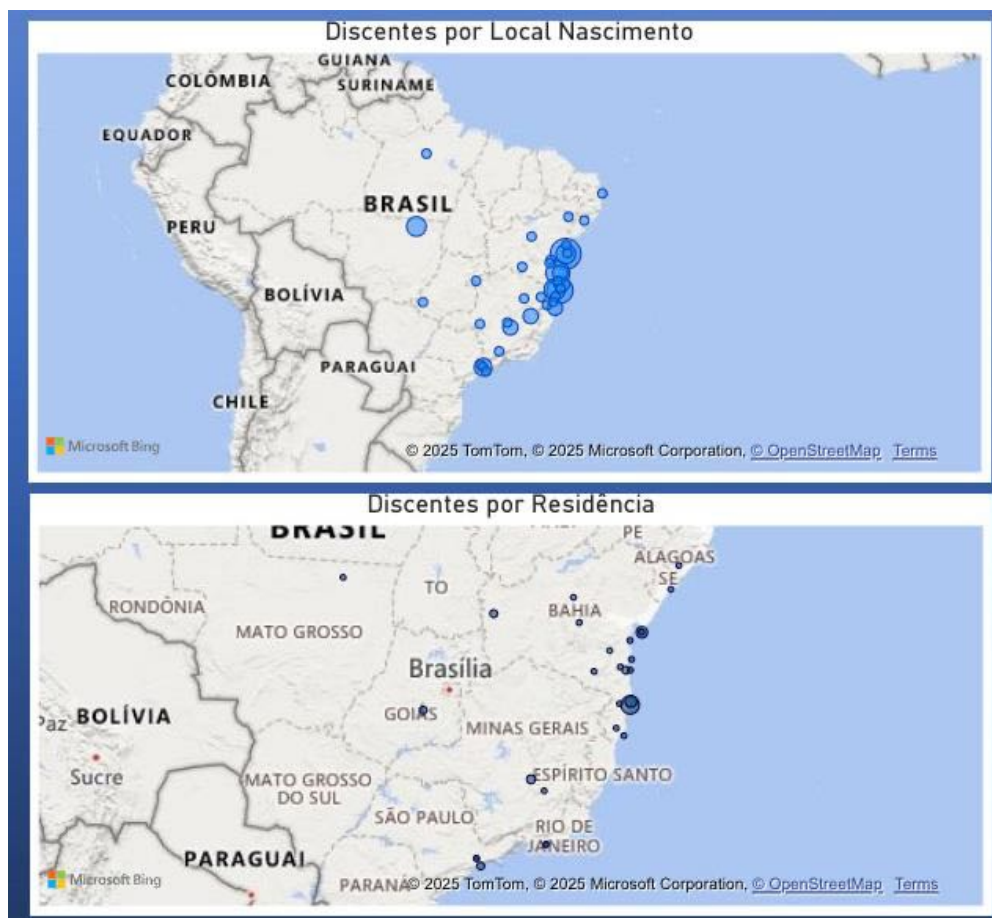 Discentes por Local Nascimento
GUIANA
COLÔMBIA
SURINAME
EQUADOR
BRASIL
PERU
BOLÍVIA
PARAGUAI
CHILE
Microsoft Bing
© 2025 TomTom, © 2025 Microsoft Corporation, © OpenStreetMap Terms
Discentes por Residência
BRASIL
PE
ALAGOAS
SE
TO
RONDÔNIA
BAHIA
MATO GROSSO
Brasília
GOIÁS
Paz
BOLÍVIA
MINAS GERAIS
Sucre
MATO GROSSO
DO SUL
ESPÍRITO SANTO
SÃO PAULO
RIO DE
JANEIRO
PARAGUAI
PARANÁ
Microsoft Bing
© 2025 TomTom, © 2025 Microsoft Corporation, © OpenStreetMap Terms